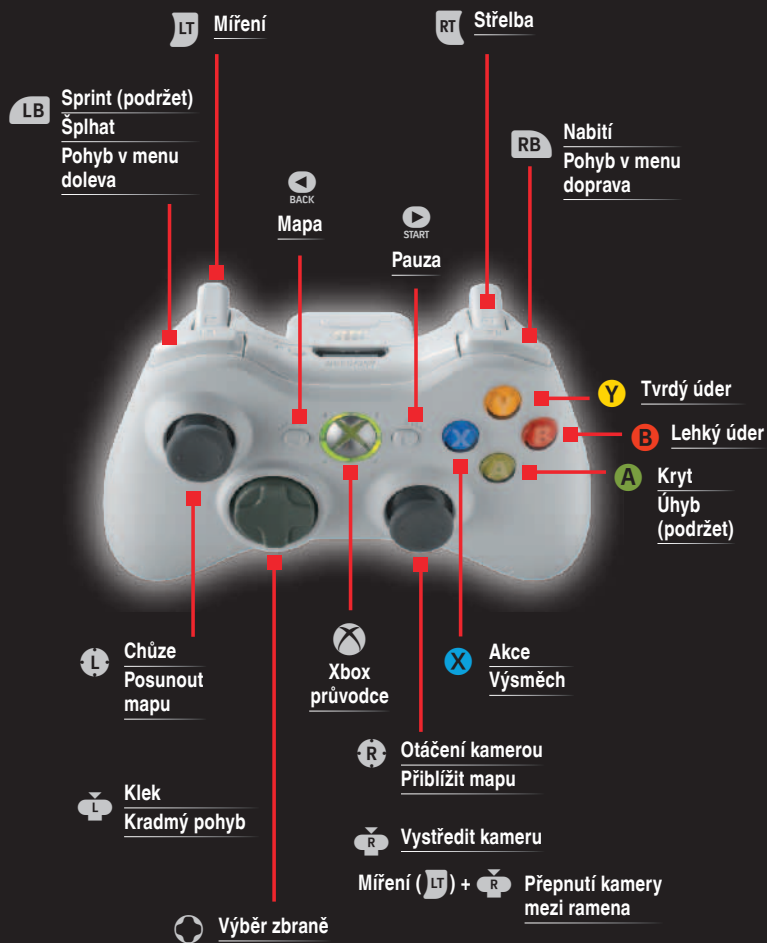 LT Míření
RT Střelba
LB Sprint (podržet)
Šplhat
Pohyb v menu
doleva
RB Nabití
Pohyb v menu
doprava
BACK
Mapa
START
Pauza
Y Tvrdý úder
B Lehký úder
A Kryt
Úhyb
(podržet)
Y
X
B
A
L Chůze
Posunout
mapu
Xbox
průvodce
X Akce
Výsměch
R Otáčení kamerou
Přiblížit mapu
L Klek
Kradmý pohyb
R Vystředit kameru
Míření (LT) + R Přepnutí kamery
mezi ramena
Výběr zbraně